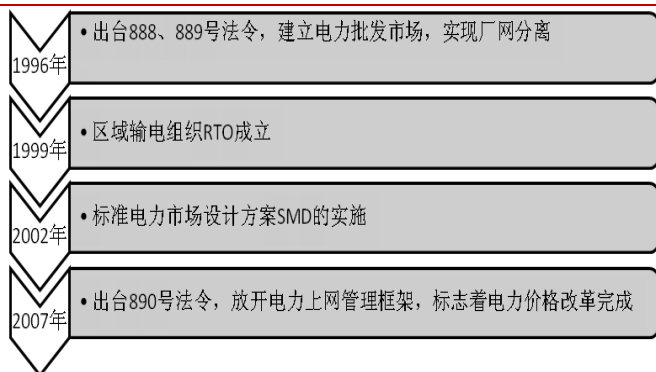 1996年
• 出台888、889号法令，建立电力批发市场，实现厂网分离
1999年
• 区域输电组织RTO成立
2002年
• 标准电力市场设计方案SMD的实施
2007年
• 出台890号法令，放开电力上网管理框架，标志着电力价格改革完成